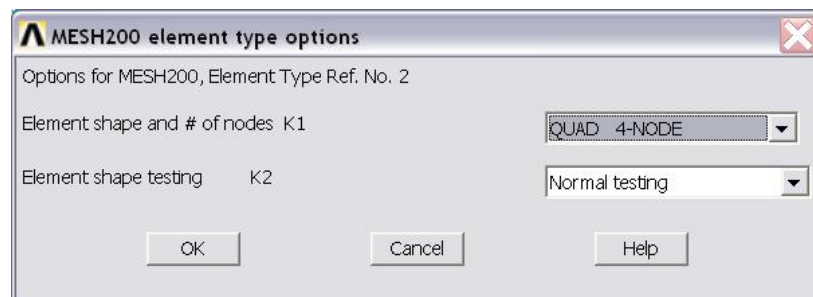 MESH200 element type options
Options for MESH200, Element Type Ref. No. 2
Element shape and # of nodes K1 QUAD 4-NODE
Element shape testing K2 Normal testing
OK Cancel Help